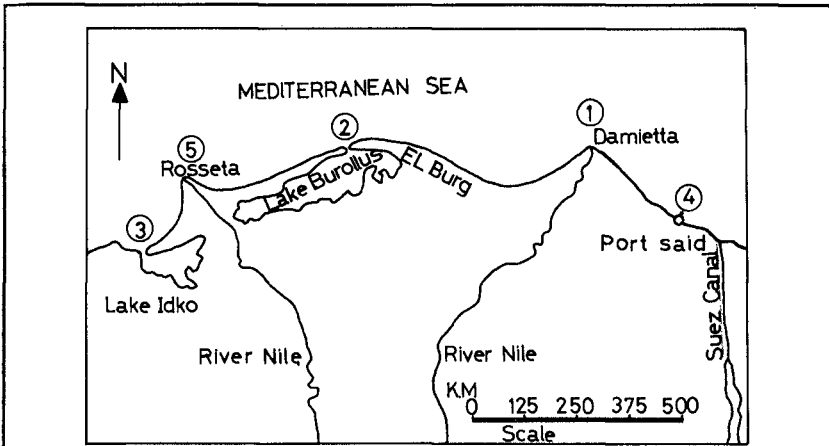 N
MEDITERRANEAN SEA
①
Damietta
②
⑤
Rosseta
Lake Burollus
EL Burg
④
Port said
③
Lake Idko
Suez Canal
River Nile
River Nile
KM
0 125 250 375 500
Scale